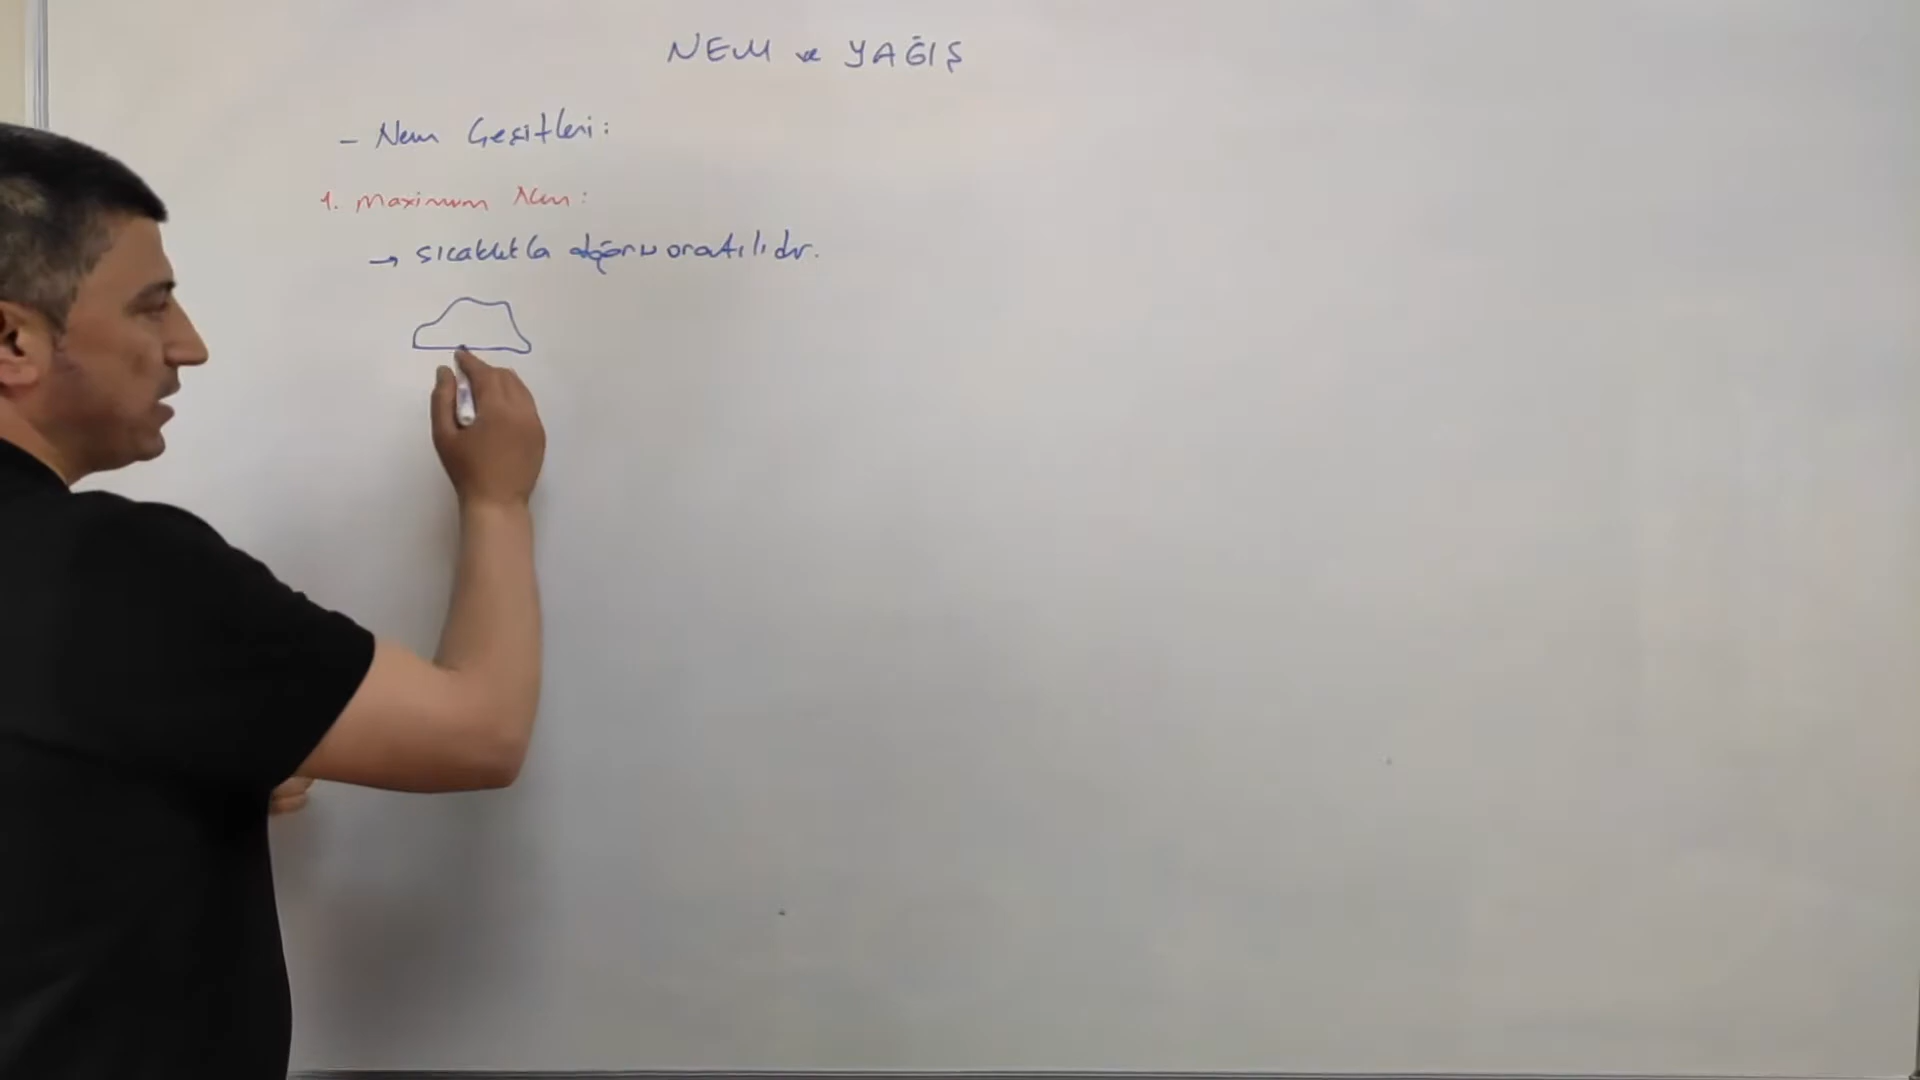 NEM ve YAĞIŞ
- Nem Çeşitleri:
1. Maximum Nem:
→ sıcaklıkla doğru orantılıdır.